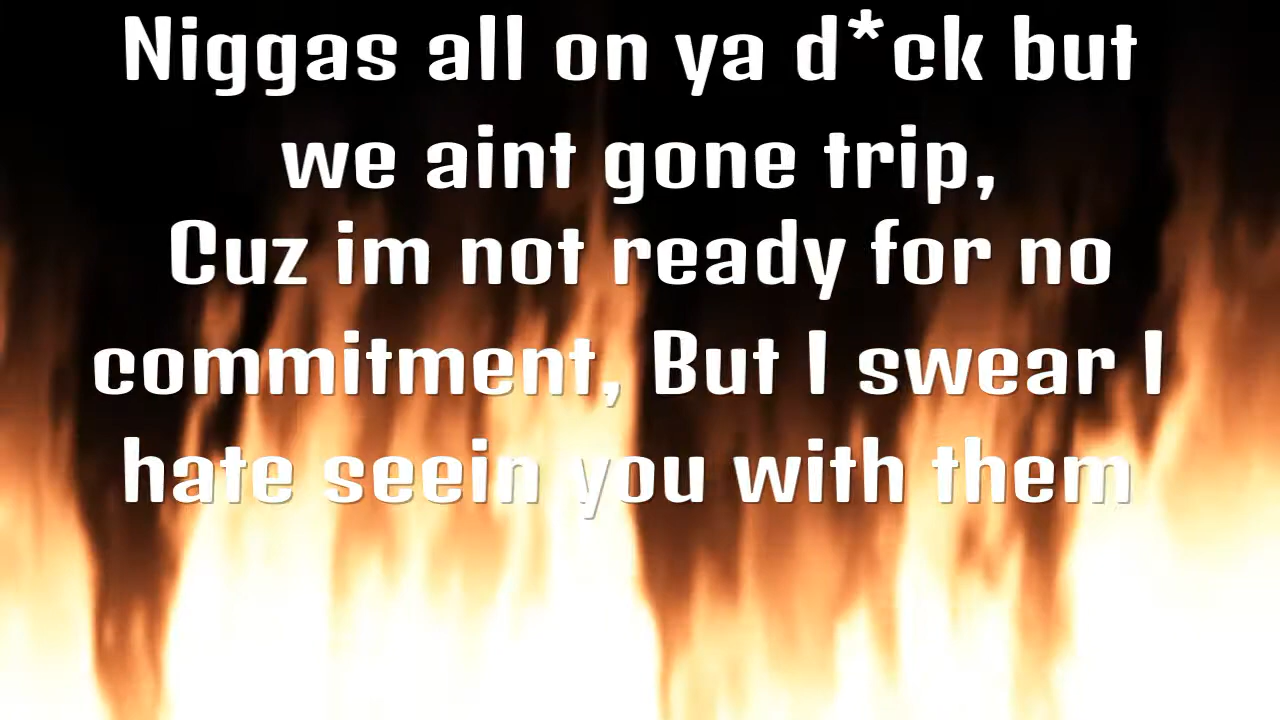 Niggas all on ya d*ck but
we aint gone trip,
Cuz im not ready for no
commitment, But I swear I
hate seein you with them